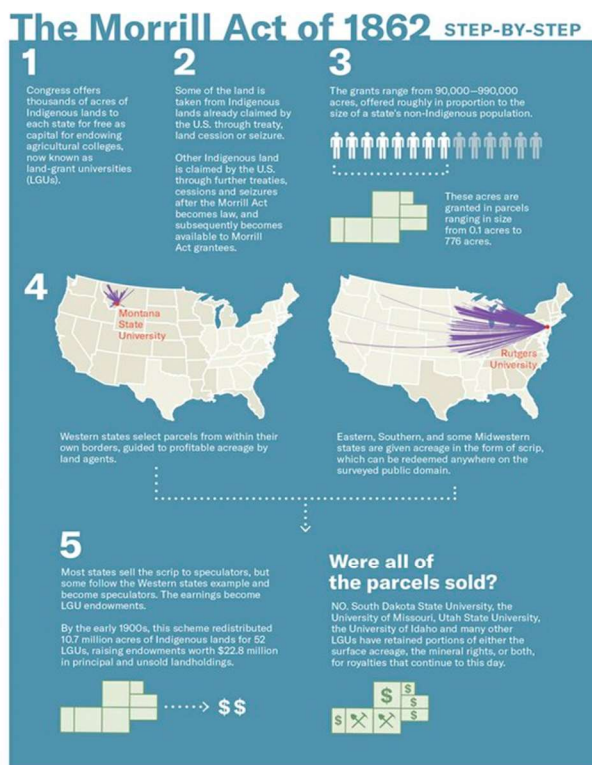 The Morrill Act of 1862 STEP-BY-STEP
1
Congress offers
thousands of acres of
Indigenous lands to
each state for free as
capital for endowing
agricultural colleges,
now known as
land-grant universities
(LGUs).
2
Some of the land is
taken from Indigenous
lands already claimed by
the U.S. through treaty,
land cession or seizure.
Other Indigenous land
is claimed by the U.S.
through further treaties,
cessions and seizures
after the Morrill Act
becomes law, and
subsequently becomes
available to Morrill
Act grantees.
3
The grants range from 90,000—990,000
acres, offered roughly in proportion to the
size of a state's non-Indigenous population.
These acres are
granted in parcels
ranging in size
from 0.1 acres to
776 acres.
4
Montana
State
University
Western states select parcels from within their
own borders, guided to profitable acreage by
land agents.
Rutgers
University
Eastern, Southern, and some Midwestern
states are given acreage in the form of scrip,
which can be redeemed anywhere on the
surveyed public domain.
5
Most states sell the scrip to speculators, but
some follow the Western states example and
become speculators. The earnings become
LGU endowments.
By the early 1900s, this scheme redistributed
10.7 million acres of Indigenous lands for 52
LGUs, raising endowments worth $22.8 million
in principal and unsold landholdings.
$$
Were all of
the parcels sold?
NO. South Dakota State University, the
University of Missouri, Utah State University,
the University of Idaho and many other
LGUs have retained portions of either the
surface acreage, the mineral rights, or both,
for royalties that continue to this day.
$ $
$
$ $